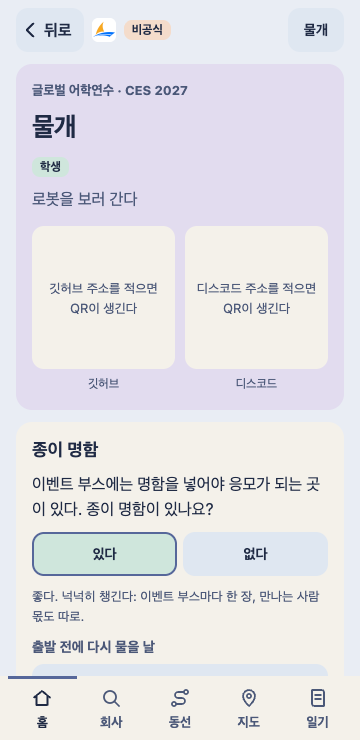 뒤로
비공식
물개
글로벌 어학연수 · CES 2027
물개
학생
로봇을 보러 간다
깃허브 주소를 적으면
QR이 생긴다
디스코드 주소를 적으면
QR이 생긴다
깃허브
디스코드
종이 명함
이벤트 부스에는 명함을 넣어야 응모가 되는 곳
이 있다. 종이 명함이 있나요?
있다
없다
좋다. 넉넉히 챙긴다: 이벤트 부스마다 한 장, 만나는 사람
몫도 따로.
출발 전에 다시 물을 날
홈
회사
동선
지도
일기